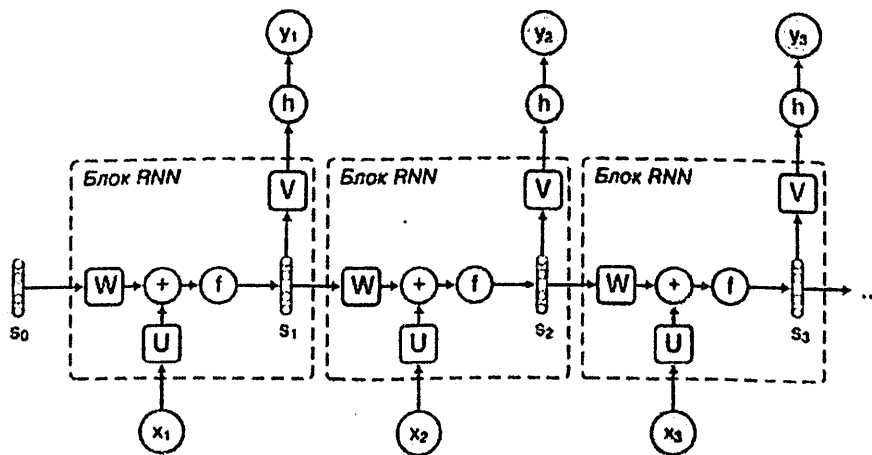 y₁ y₂ y₃
h h h
Блок RNN Блок RNN Блок RNN
V V V
W + f W + f W + f ...
s₀ s₁ s₂ s₃
U U U
x₁ x₂ x₃